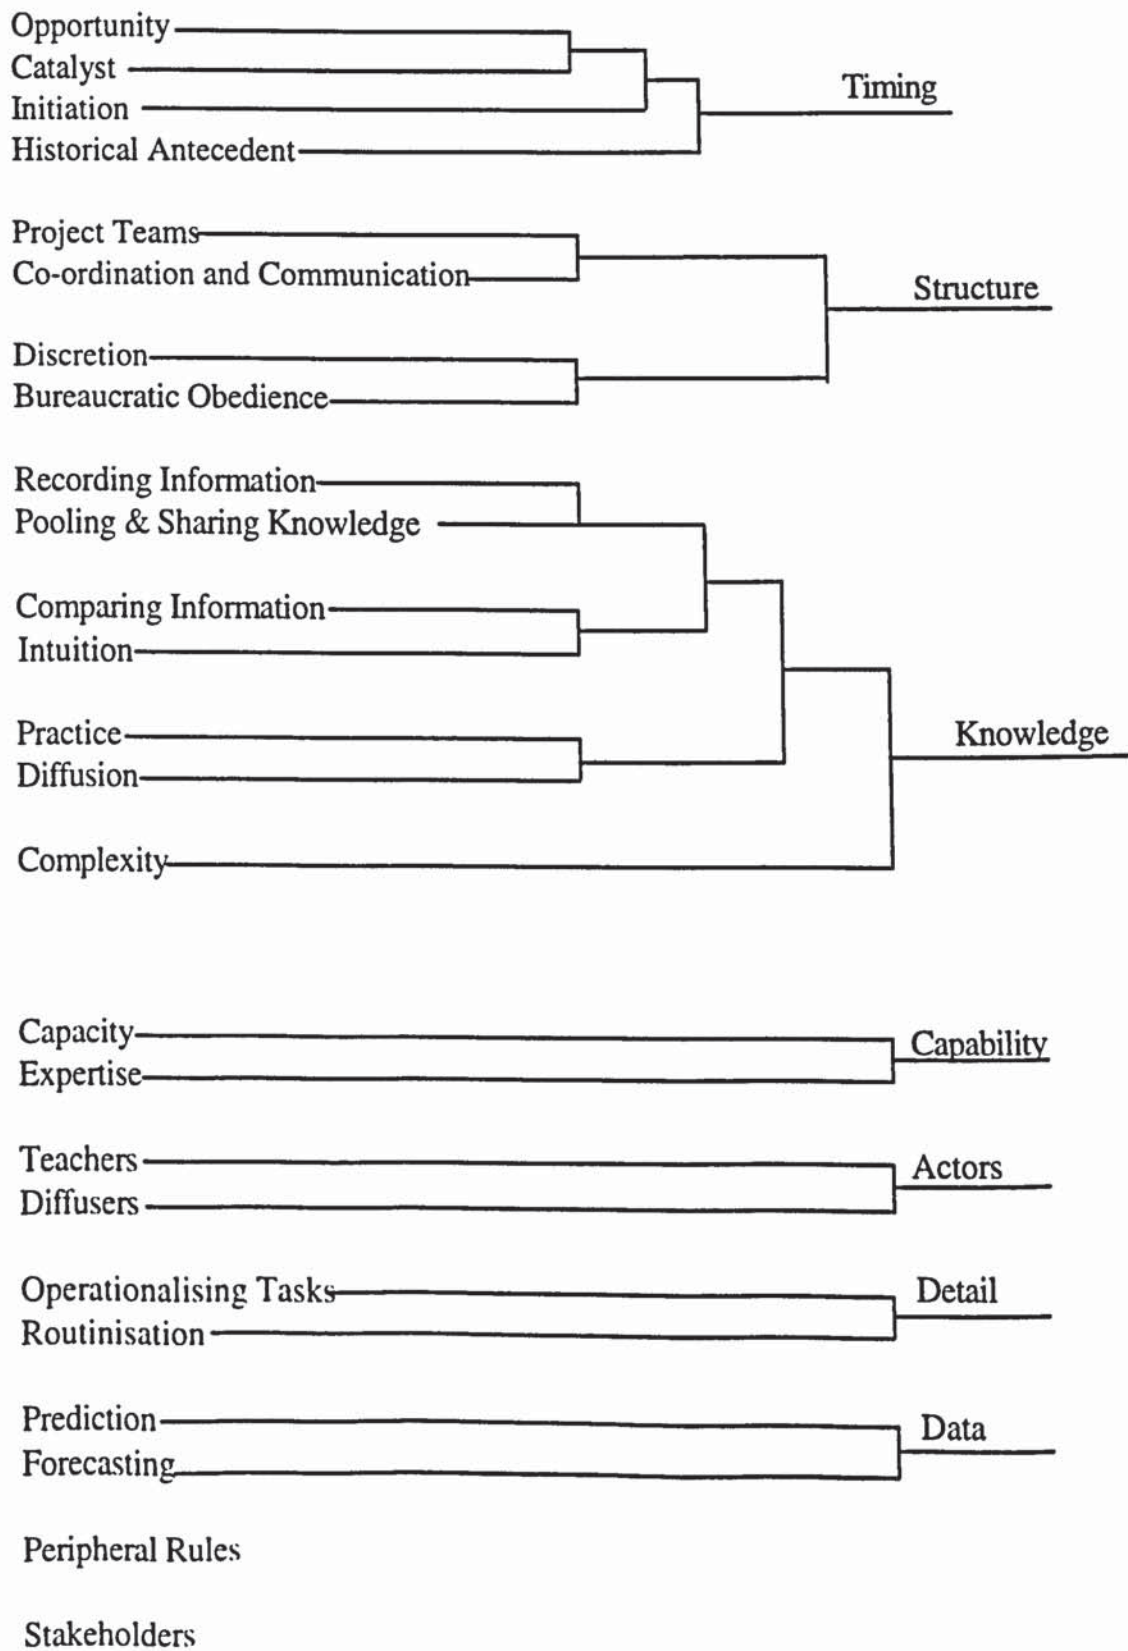 Opportunity
Catalyst
Initiation
Timing
Historical Antecedent
Project Teams
Co-ordination and Communication
Structure
Discretion
Bureaucratic Obedience
Recording Information
Pooling & Sharing Knowledge
Comparing Information
Intuition
Practice
Knowledge
Diffusion
Complexity
Capacity
Capability
Expertise
Teachers
Actors
Diffusers
Operationalising Tasks
Detail
Routinisation
Prediction
Data
Forecasting
Peripheral Rules
Stakeholders